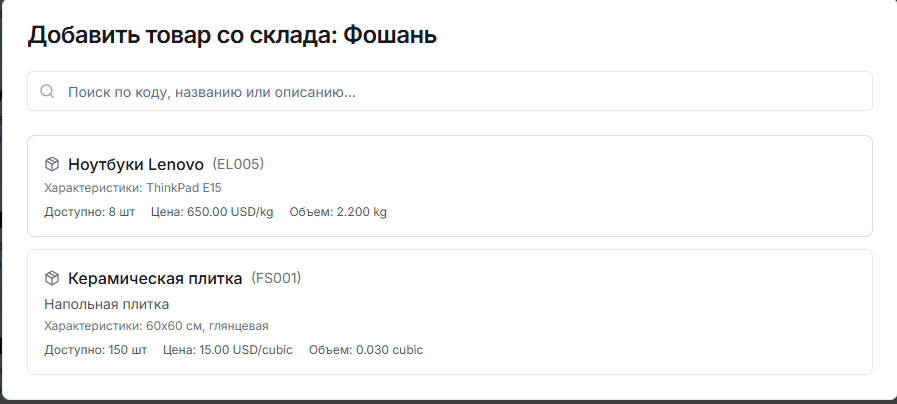 Добавить товар со склада: Фошань
Поиск по коду, названию или описанию...
Ноутбуки Lenovo (EL005)
Характеристики: ThinkPad E15
Доступно: 8 шт Цена: 650.00 USD/kg Объем: 2.200 kg
Керамическая плитка (FS001)
Напольная плитка
Характеристики: 60x60 см, глянцевая
Доступно: 150 шт Цена: 15.00 USD/cubic Объем: 0.030 cubic